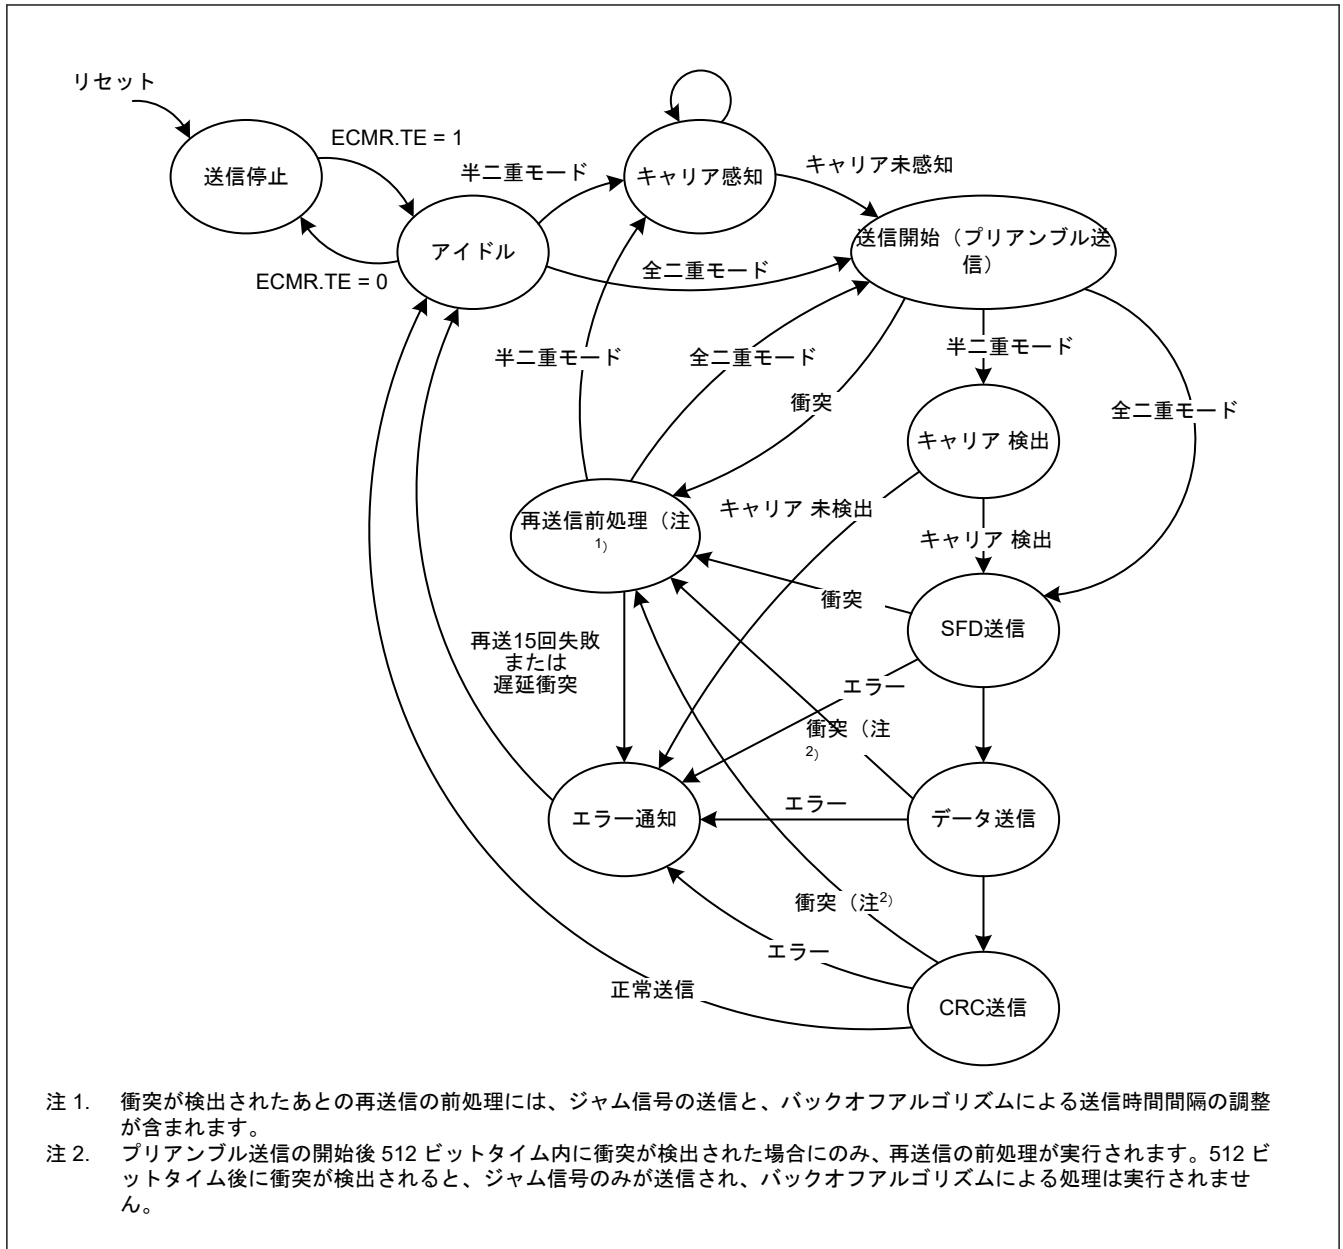 リセット
ECMR.TE = 1
送信停止
半二重モード
キャリア感知
キャリア未感知
アイドル
送信開始（プリアンブル送
信）
ECMR.TE = 0
全二重モード
半二重モード
全二重モード
半二重モード
衝突
全二重モード
キャリア 検出
キャリア 未検出
再送信前処理（注
1）
キャリア 検出
衝突
SFD送信
再送15回失敗
または
遅延衝突
エラー
衝突（注
2）
エラー
エラー通知
データ送信
衝突（注2）
エラー
正常送信
CRC送信
注 1. 衝突が検出されたあとの再送信の前処理には、ジャム信号の送信と、バックオフアルゴリズムによる送信時間間隔の調整
が含まれます。
注 2. プリアンブル送信の開始後 512 ビットタイム内に衝突が検出された場合にのみ、再送信の前処理が実行されます。512 ビ
ットタイム後に衝突が検出されると、ジャム信号のみが送信され、バックオフアルゴリズムによる処理は実行されませ
ん。